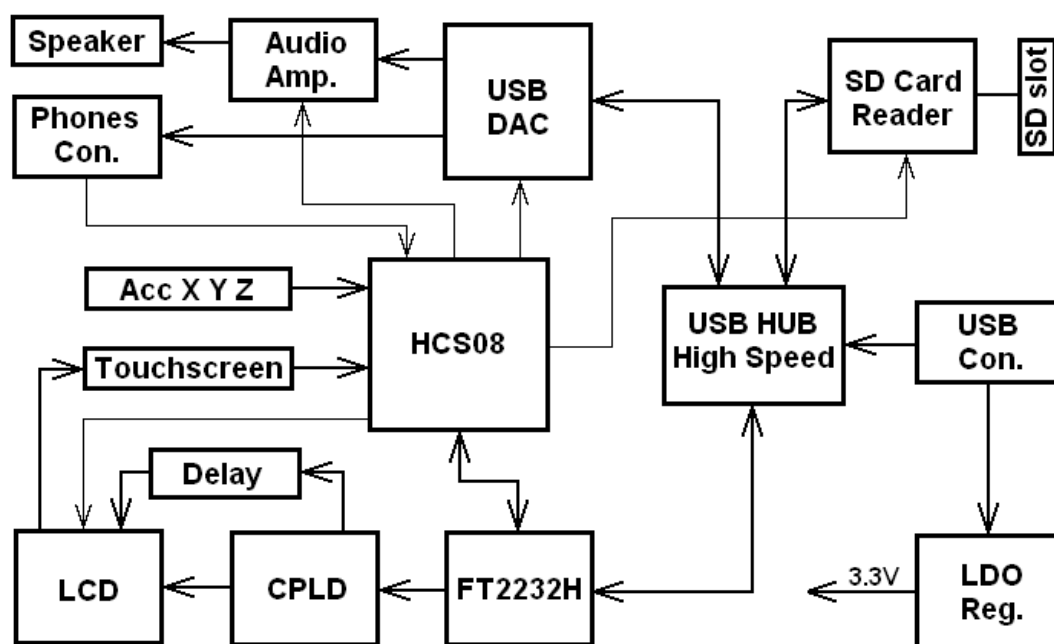 Speaker
Audio
Amp.
USB
DAC
SD Card
Reader
SD slot
Phones
Con.
Acc X Y Z
HCS08
USB HUB
High Speed
USB
Con.
Touchscreen
Delay
LCD
CPLD
FT2232H
3.3V
LDO
Reg.